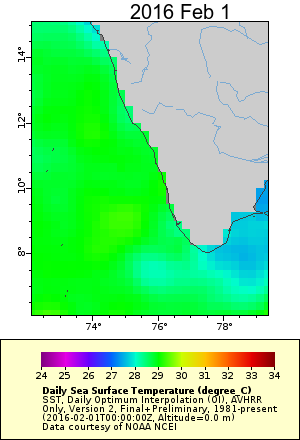 2016 Feb 1
14°
12°
10°
8°
74° 76° 78°
24 25 26 27 28 29 30 31 32 33 34
Daily Sea Surface Temperature (degree_C)
SST, Daily Optimum Interpolation (OI), AVHRR
Only, Version 2, Final+Preliminary, 1981-present
(2016-02-01T00:00:00Z, Altitude=0.0 m)
Data courtesy of NOAA NCEI